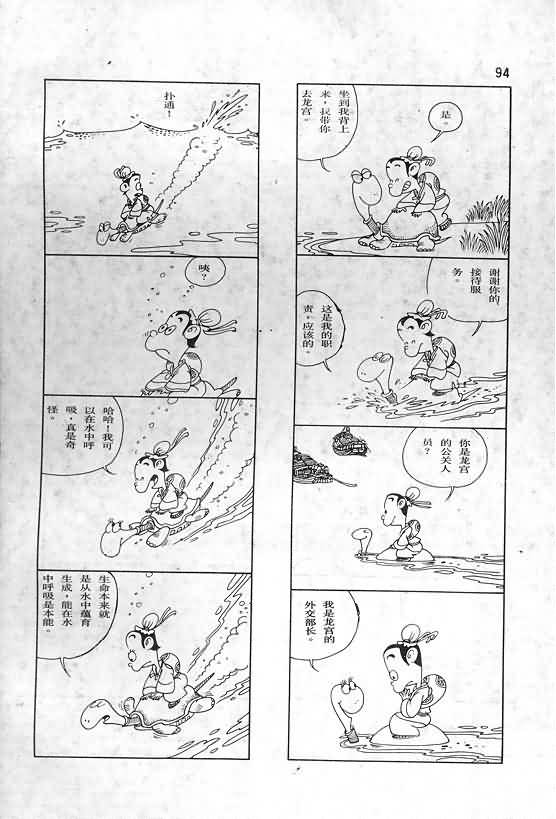 94
坐到我背上
来，我带你
去龙宫。
是。
谢谢你的
接待服
务。
这是我的职
责，应该的。
你是龙宫
的公关人
员？
我是龙宫的
外交部长。
扑通！
咦？
哈哈！我可
以在水中呼
吸，真是奇
怪。
生命本来就
是从水中蕴育
生成，能在水
中呼吸是本能。